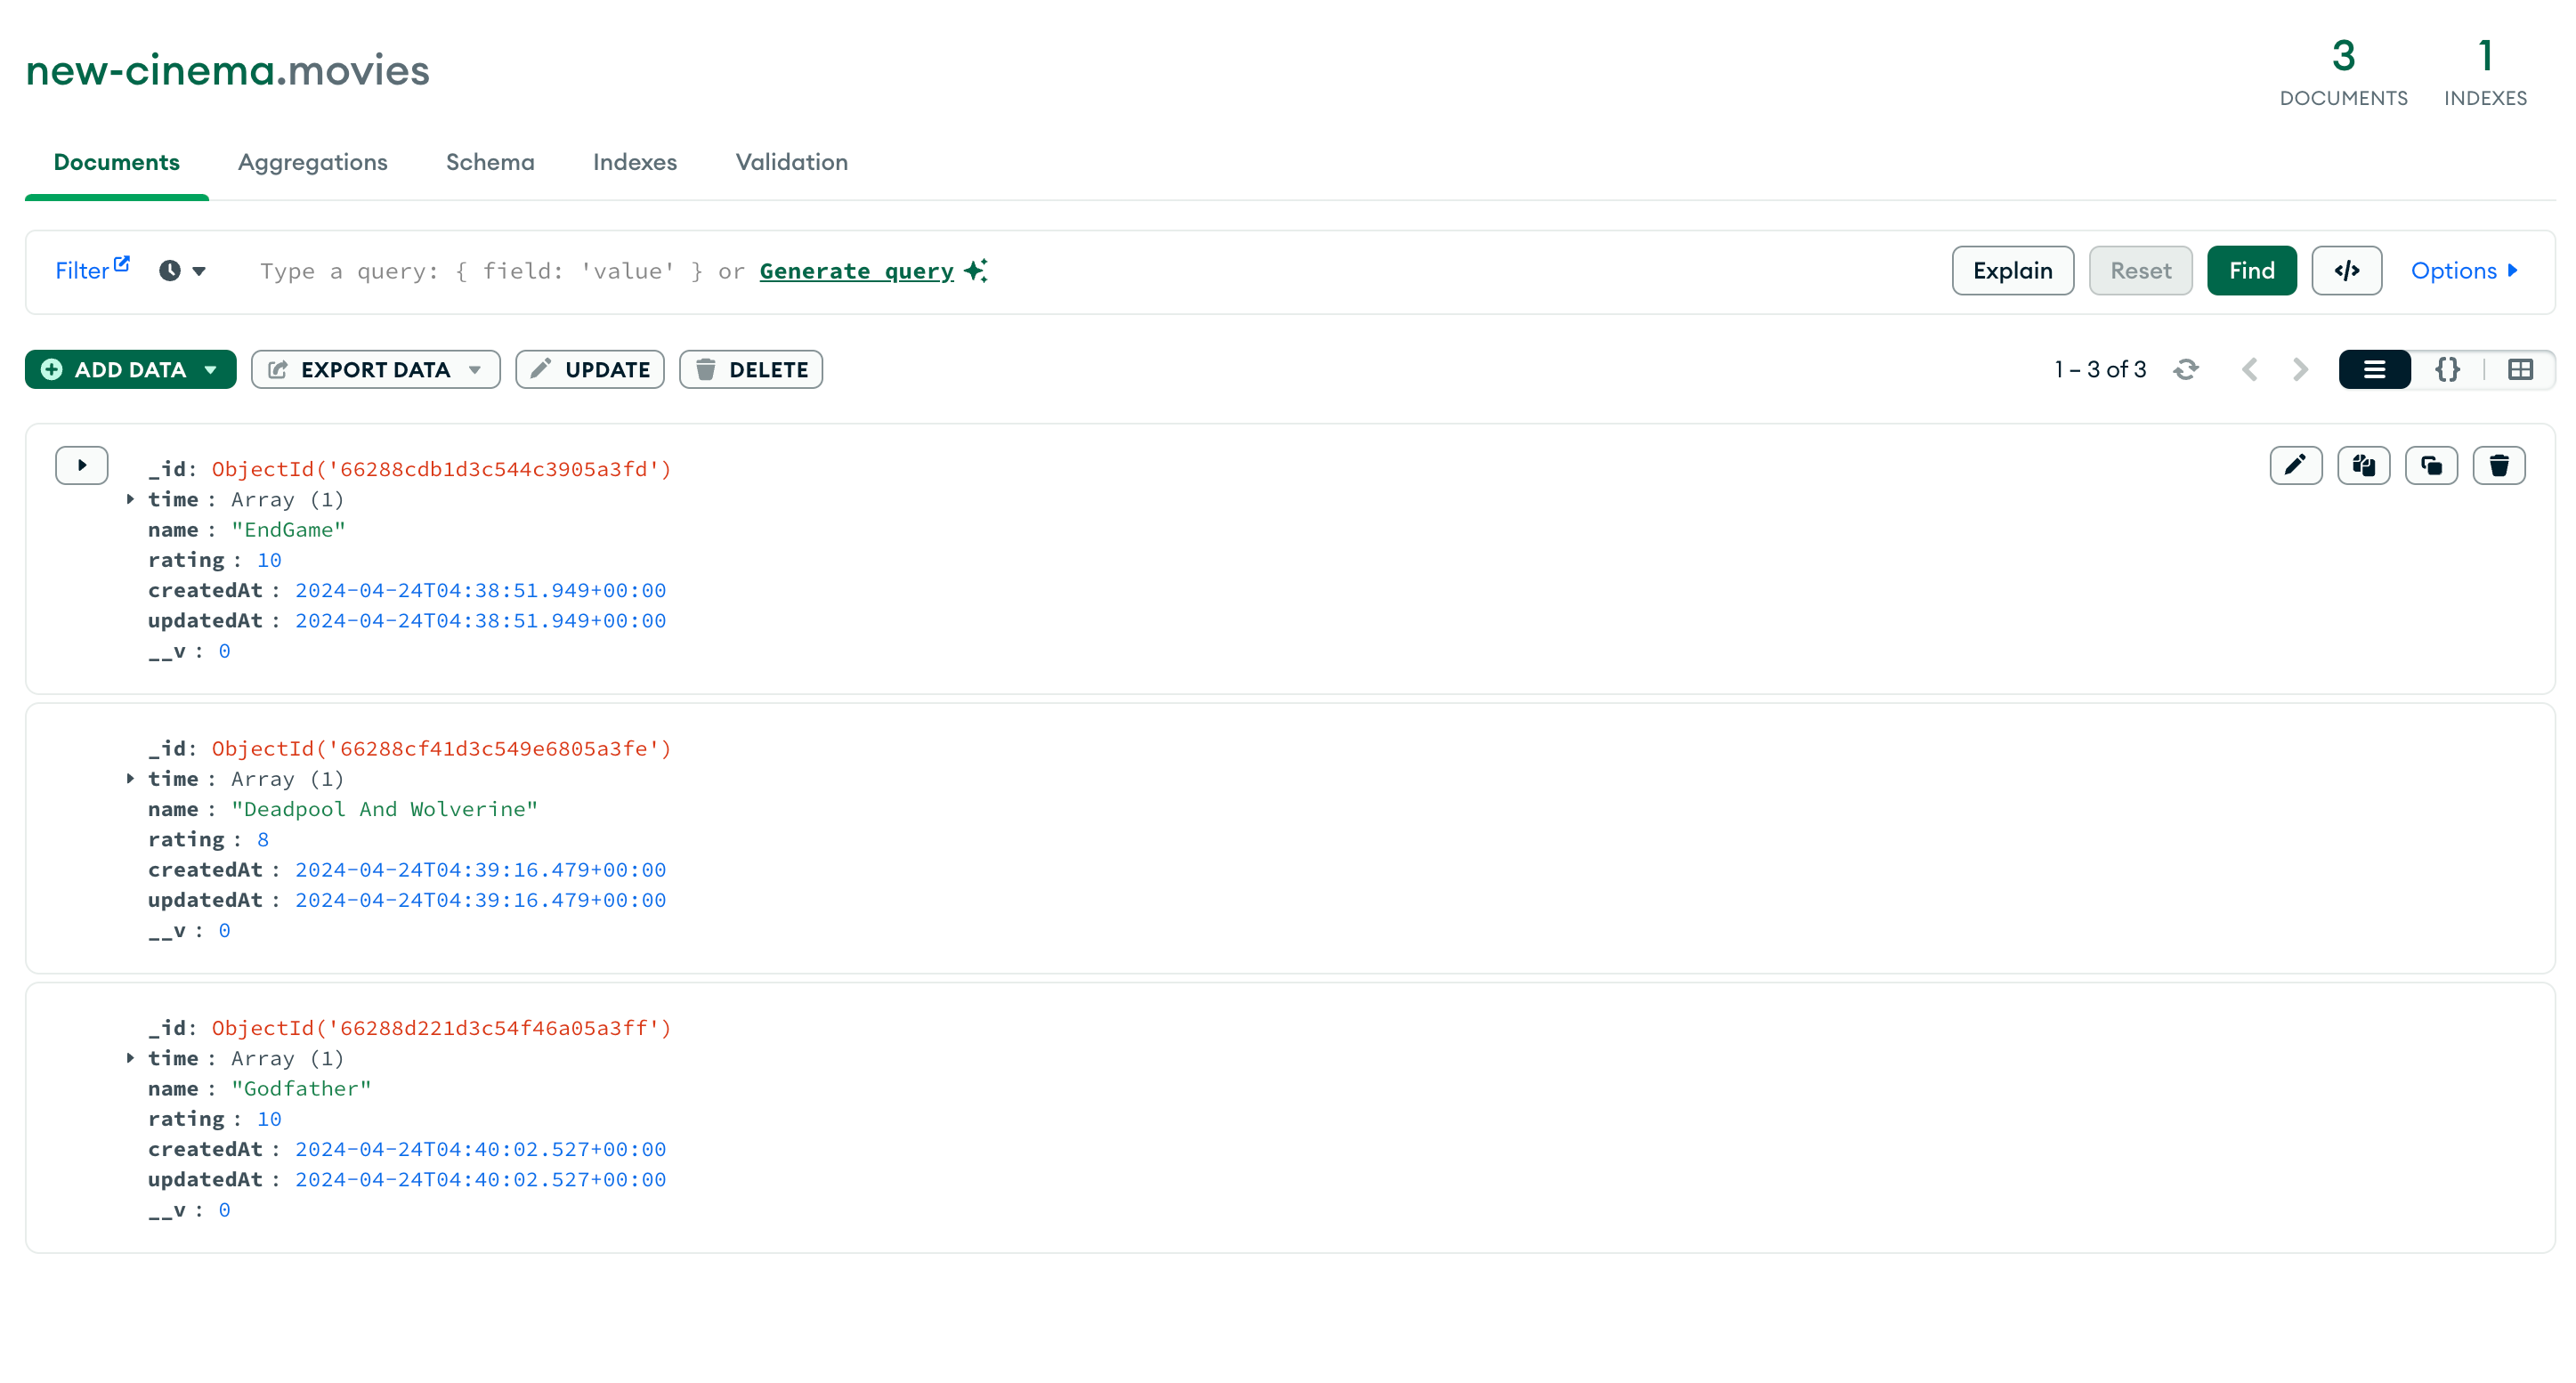 new-cinema.movies
3
DOCUMENTS
1
INDEXES
Documents
Aggregations
Schema
Indexes
Validation
Filter
Type a query: { field: 'value' } or Generate query
Explain
Reset
Find
</>
Options
ADD DATA
EXPORT DATA
UPDATE
DELETE
1 – 3 of 3
{}
_id: ObjectId('66288cdb1d3c544c3905a3fd')
time : Array (1)
name : "EndGame"
rating : 10
createdAt : 2024-04-24T04:38:51.949+00:00
updatedAt : 2024-04-24T04:38:51.949+00:00
__v : 0
_id: ObjectId('66288cf41d3c549e6805a3fe')
time : Array (1)
name : "Deadpool And Wolverine"
rating : 8
createdAt : 2024-04-24T04:39:16.479+00:00
updatedAt : 2024-04-24T04:39:16.479+00:00
__v : 0
_id: ObjectId('66288d221d3c54f46a05a3ff')
time : Array (1)
name : "Godfather"
rating : 10
createdAt : 2024-04-24T04:40:02.527+00:00
updatedAt : 2024-04-24T04:40:02.527+00:00
__v : 0